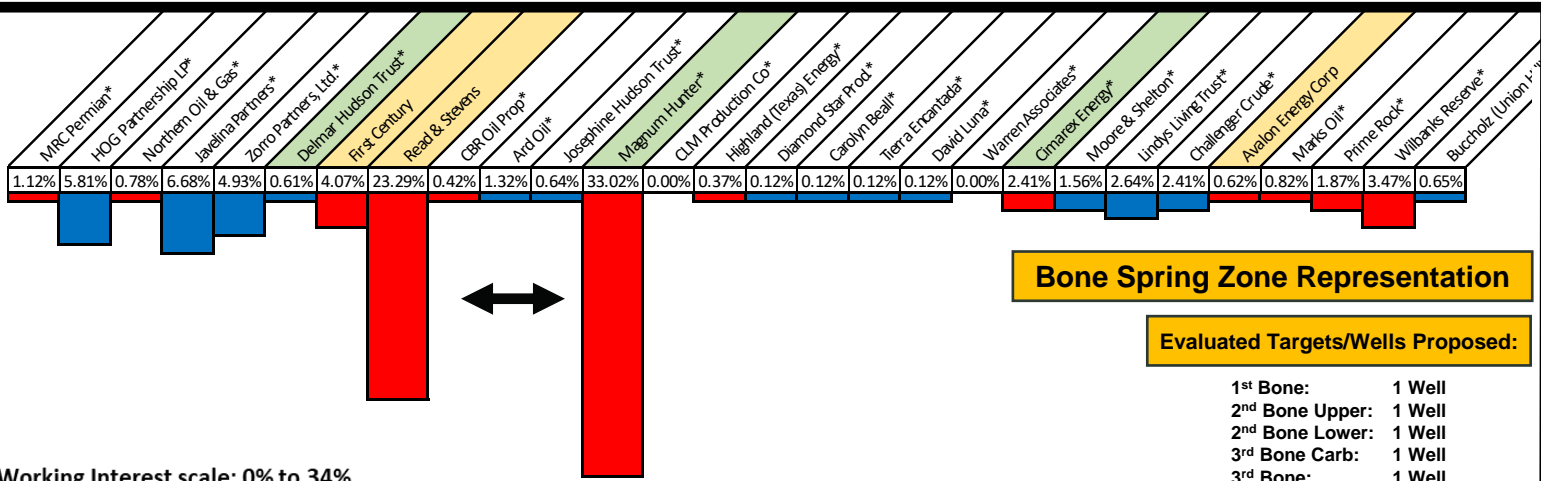 MRC Permian*
HOG Partnership LP*
Northern Oil & Gas*
Javelina Partners*
Zorro Partners, Ltd.*
Delmar Hudson Trust*
First Century
Read & Stevens
CBR Oil Prop*
Ard Oil*
Josephine Hudson Trust*
Magnum Hunter*
CLM Production Co*
Highland (Texas) Energy*
Diamond Star Prod.*
Carolyn Beall*
Tierra Encantada*
David Luna*
Warren Associates*
Cimarex Energy*
Moore & Shelton*
Lindys Living Trust*
Challenger Crude*
Avalon Energy Corp
Marks Oil*
Prime Rock*
Wilbanks Reserve*
Buccholz (Union
1.12% 5.81% 0.78% 6.68% 4.93% 0.61% 4.07% 23.29% 0.42% 1.32% 0.64% 33.02% 0.00% 0.37% 0.12% 0.12% 0.12% 0.12% 0.00% 2.41% 1.56% 2.64% 2.41% 0.62% 0.82% 1.87% 3.47% 0.65%
Bone Spring Zone Representation
Evaluated Targets/Wells Proposed:
1st Bone: 1 Well
2nd Bone Upper: 1 Well
2nd Bone Lower: 1 Well
3rd Bone Carb: 1 Well
3rd Bone: 1 Well
Working Interest scale: 0% to 34%